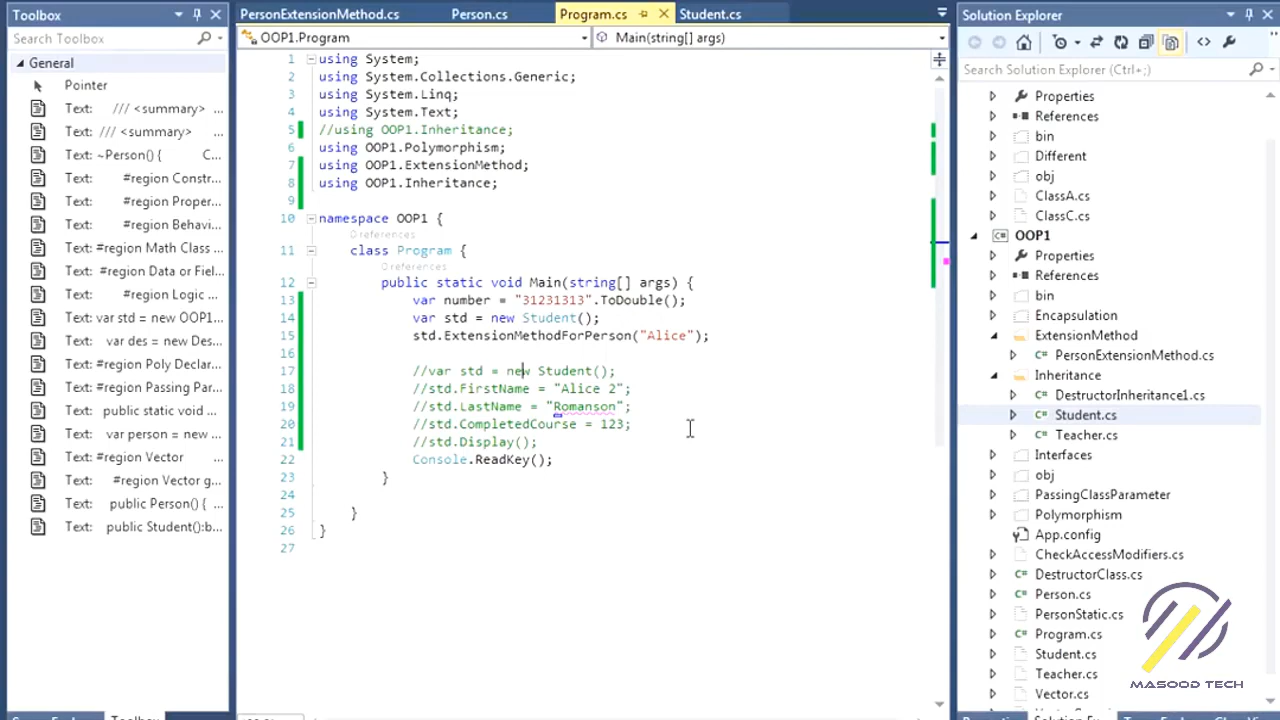 Toolbox
Search Toolbox
General
Pointer
Text: /// <summary> ...
Text: /// <summary> ...
Text: ~Person() { C...
Text: #region Constr...
Text: #region Proper...
Text: #region Behavi...
Text: #region Math Class ...
Text: #region Data or Fiel...
Text: #region Logic ...
Text: var std = new OOP1...
Text: var des = new Des...
Text: #region Poly Declar...
Text: #region Passing Par...
Text: public static void ...
Text: var person = new ...
Text: #region Vector
Text: #region Vector g...
Text: public Person() { ...
Text: public Student():b...
Toolbox
PersonExtensionMethod.cs Person.cs Program.cs Student.cs
OOP1.Program Main(string[] args)
1 using System;
2 using System.Collections.Generic;
3 using System.Linq;
4 using System.Text;
5 //using OOP1.Inheritance;
6 using OOP1.Polymorphism;
7 using OOP1.ExtensionMethod;
8 using OOP1.Inheritance;
9
10 namespace OOP1 {
0 references
11 class Program {
0 references
12 public static void Main(string[] args) {
13 var number = "31231313".ToDouble();
14 var std = new Student();
15 std.ExtensionMethodForPerson("Alice");
16
17 //var std = new Student();
18 //std.FirstName = "Alice 2";
19 //std.LastName = "Romanson";
20 //std.CompletedCourse = 123;
21 //std.Display();
22 Console.ReadKey();
23 }
24
25 }
26 }
27
Solution Explorer
Search Solution Explorer (Ctrl+;)
Properties
References
bin
Different
obj
ClassA.cs
ClassC.cs
OOP1
Properties
References
bin
Encapsulation
ExtensionMethod
PersonExtensionMethod.cs
Inheritance
DestructorInheritance1.cs
Student.cs
Teacher.cs
Interfaces
obj
PassingClassParameter
Polymorphism
App.config
CheckAccessModifiers.cs
DestructorClass.cs
Person.cs
PersonStatic.cs
Program.cs
Student.cs
Teacher.cs
Vector.cs
MASOOD TECH